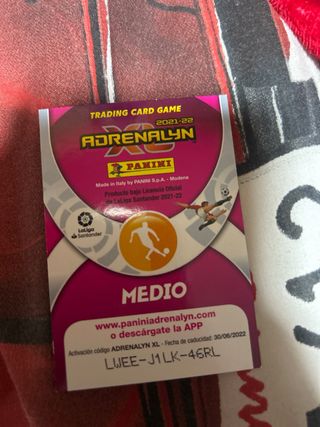 TRADING CARD GAME
2021-22
ADRENALYN
XL
PANINI
Made in Italy by PANINI S.p.A. - Modena
Producto bajo Licencia Oficial
de LaLiga Santander 2021-22
LaLiga
Santander
MEDIO
www.paniniadrenalyn.com
o descárgate la APP
Activación código ADRENALYN XL - Fecha de caducidad: 30/06/2022
LWEE-J1LK-46RL